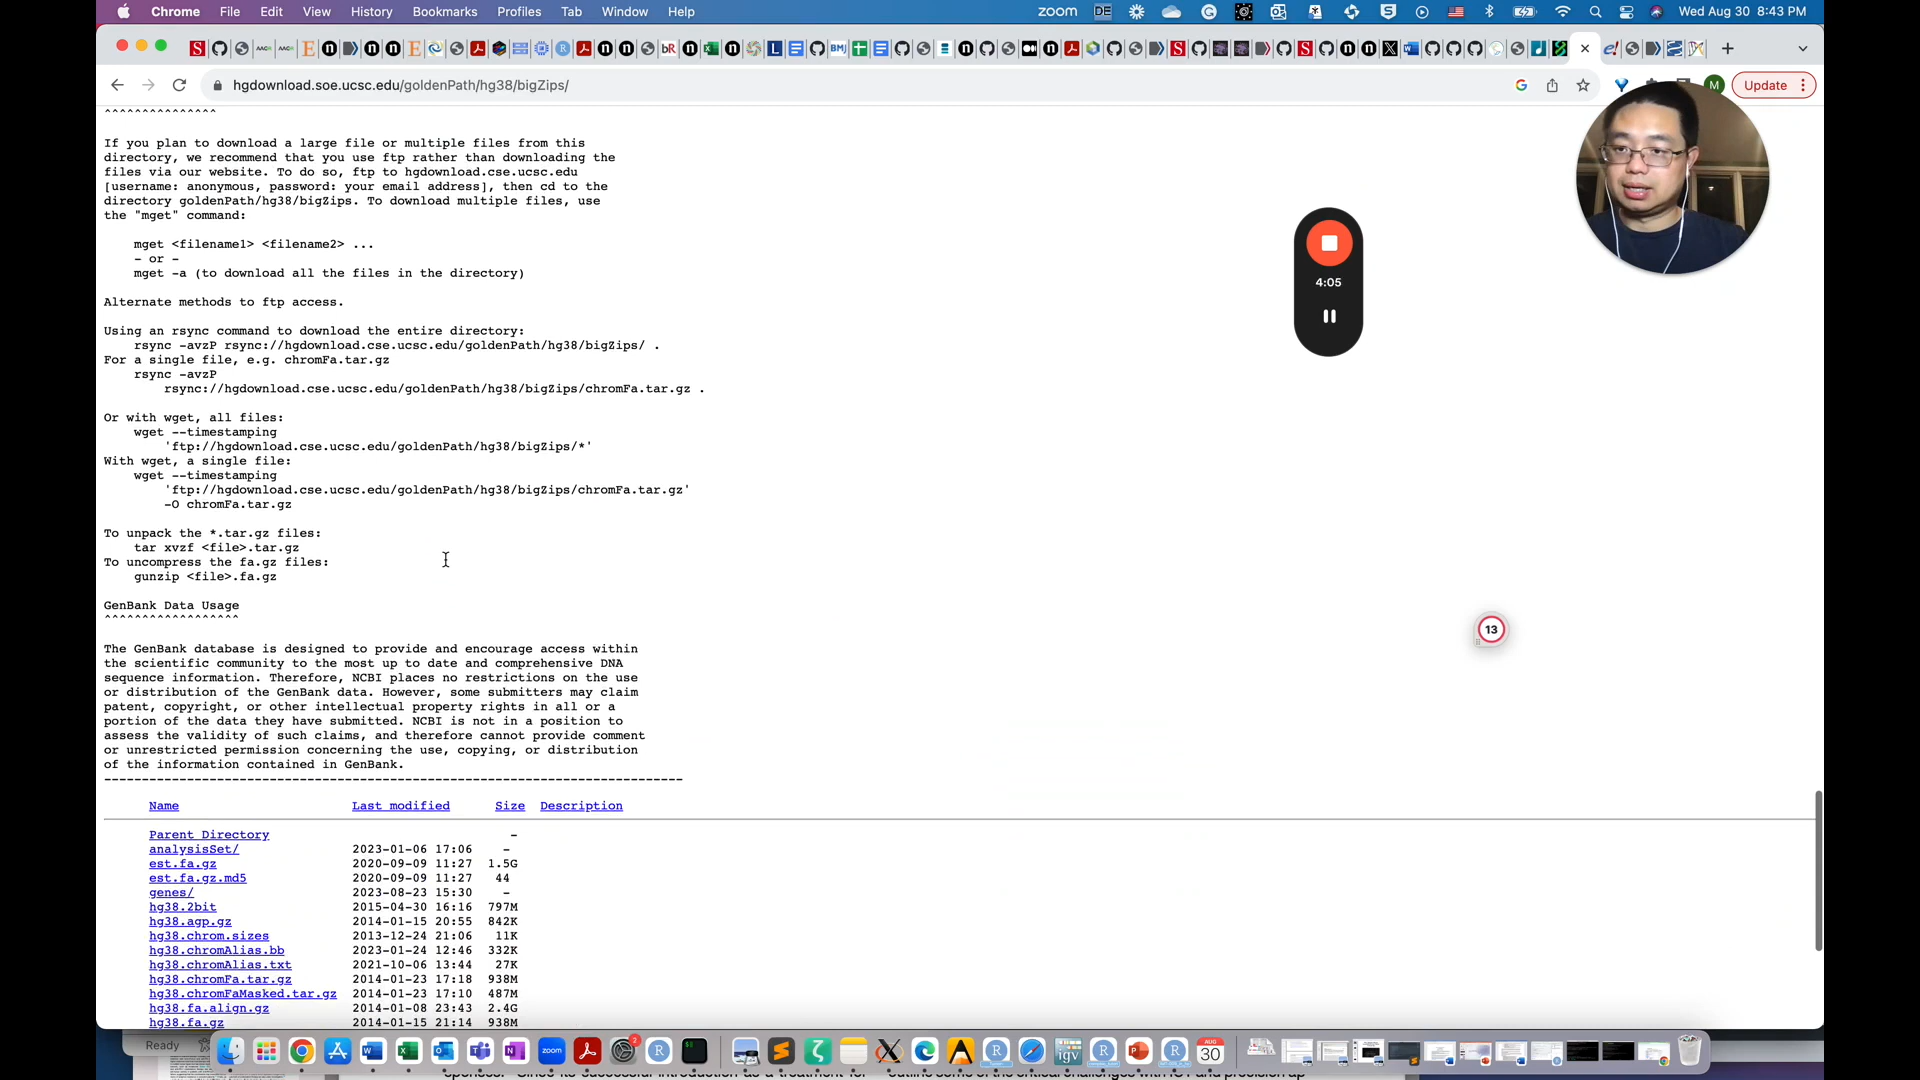 Chrome File Edit View History Bookmarks Profiles Tab Window Help
zoom Wed Aug 30 8:43 PM
hgdownload.soe.ucsc.edu/goldenPath/hg38/bigZips/
M Update
^^^^^^^^^^^^^^^
If you plan to download a large file or multiple files from this
directory, we recommend that you use ftp rather than downloading the
files via our website. To do so, ftp to hgdownload.cse.ucsc.edu
[username: anonymous, password: your email address], then cd to the
directory goldenPath/hg38/bigZips. To download multiple files, use
the "mget" command:
mget <filename1> <filename2> ...
- or -
mget -a (to download all the files in the directory)
Alternate methods to ftp access.
Using an rsync command to download the entire directory:
rsync -avzP rsync://hgdownload.cse.ucsc.edu/goldenPath/hg38/bigZips/ .
For a single file, e.g. chromFa.tar.gz
rsync -avzP
rsync://hgdownload.cse.ucsc.edu/goldenPath/hg38/bigZips/chromFa.tar.gz .
Or with wget, all files:
wget --timestamping
'ftp://hgdownload.cse.ucsc.edu/goldenPath/hg38/bigZips/*'
With wget, a single file:
wget --timestamping
'ftp://hgdownload.cse.ucsc.edu/goldenPath/hg38/bigZips/chromFa.tar.gz'
-O chromFa.tar.gz
To unpack the *.tar.gz files:
tar xvzf <file>.tar.gz
To uncompress the fa.gz files:
gunzip <file>.fa.gz
GenBank Data Usage
^^^^^^^^^^^^^^^^^^
The GenBank database is designed to provide and encourage access within
the scientific community to the most up to date and comprehensive DNA
sequence information. Therefore, NCBI places no restrictions on the use
or distribution of the GenBank data. However, some submitters may claim
patent, copyright, or other intellectual property rights in all or a
portion of the data they have submitted. NCBI is not in a position to
assess the validity of such claims, and therefore cannot provide comment
or unrestricted permission concerning the use, copying, or distribution
of the information contained in GenBank.
Name Last modified Size Description
Parent Directory -
analysisSet/ 2023-01-06 17:06 -
est.fa.gz 2020-09-09 11:27 1.5G
est.fa.gz.md5 2020-09-09 11:27 44
genes/ 2023-08-23 15:30 -
hg38.2bit 2015-04-30 16:16 797M
hg38.agp.gz 2014-01-15 20:55 842K
hg38.chrom.sizes 2013-12-24 21:06 11K
hg38.chromAlias.bb 2023-01-24 12:46 332K
hg38.chromAlias.txt 2021-10-06 13:44 27K
hg38.chromFa.tar.gz 2014-01-23 17:18 938M
hg38.chromFaMasked.tar.gz 2014-01-23 17:10 487M
hg38.fa.align.gz 2014-01-08 23:43 2.4G
hg38.fa.gz 2014-01-15 21:14 938M
4:05
13
Ready